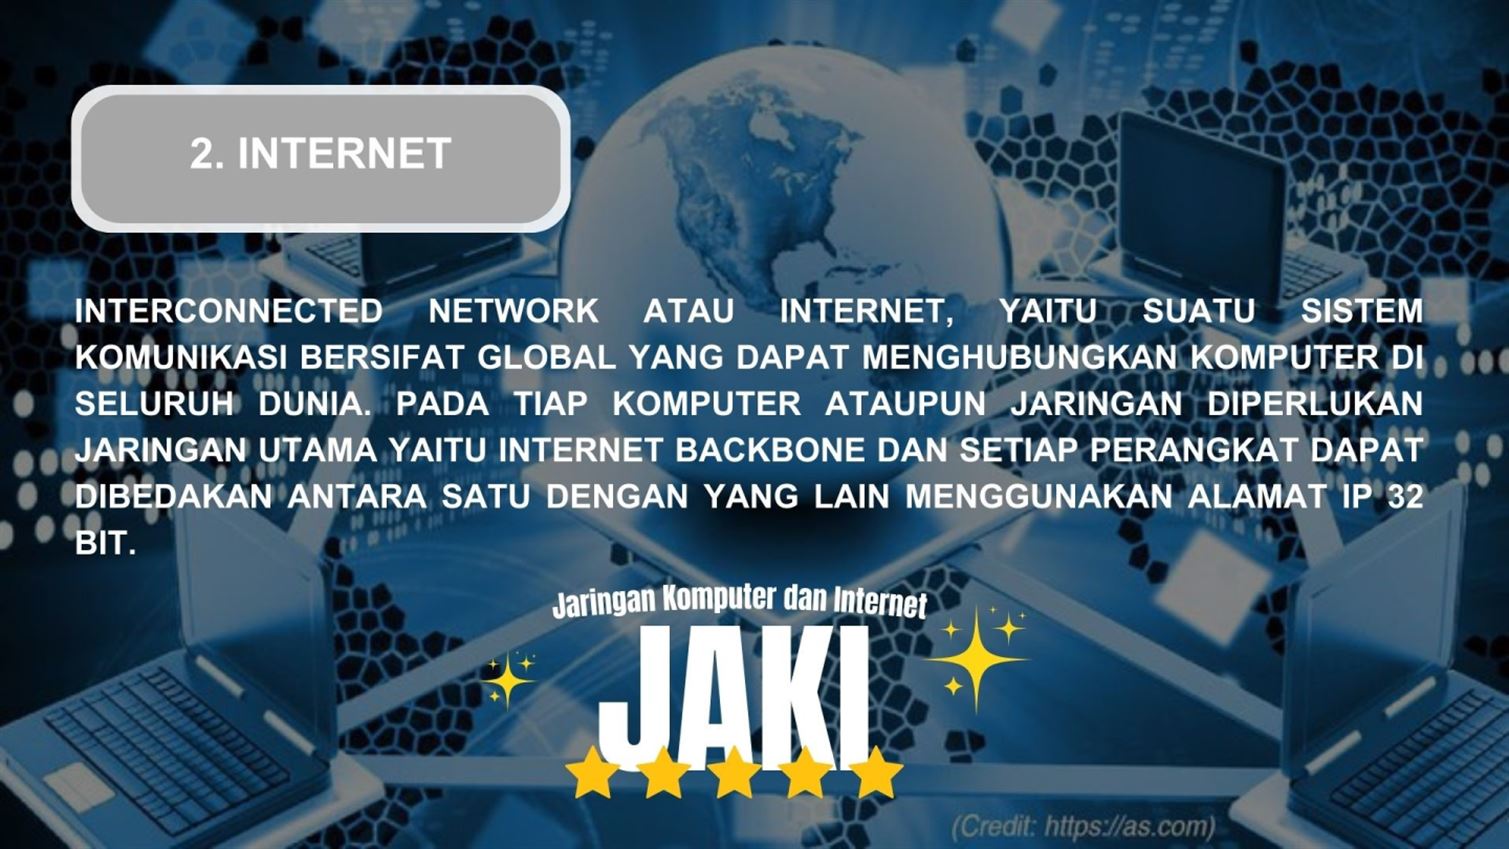 2. INTERNET
INTERCONNECTED NETWORK ATAU INTERNET, YAITU SUATU SISTEM
KOMUNIKASI BERSIFAT GLOBAL YANG DAPAT MENGHUBUNGKAN KOMPUTER DI
SELURUH DUNIA. PADA TIAP KOMPUTER ATAUPUN JARINGAN DIPERLUKAN
JARINGAN UTAMA YAITU INTERNET BACKBONE DAN SETIAP PERANGKAT DAPAT
DIBEDAKAN ANTARA SATU DENGAN YANG LAIN MENGGUNAKAN ALAMAT IP 32
BIT.
Jaringan Komputer dan Internet
JAKI
(Credit: https://as.com)